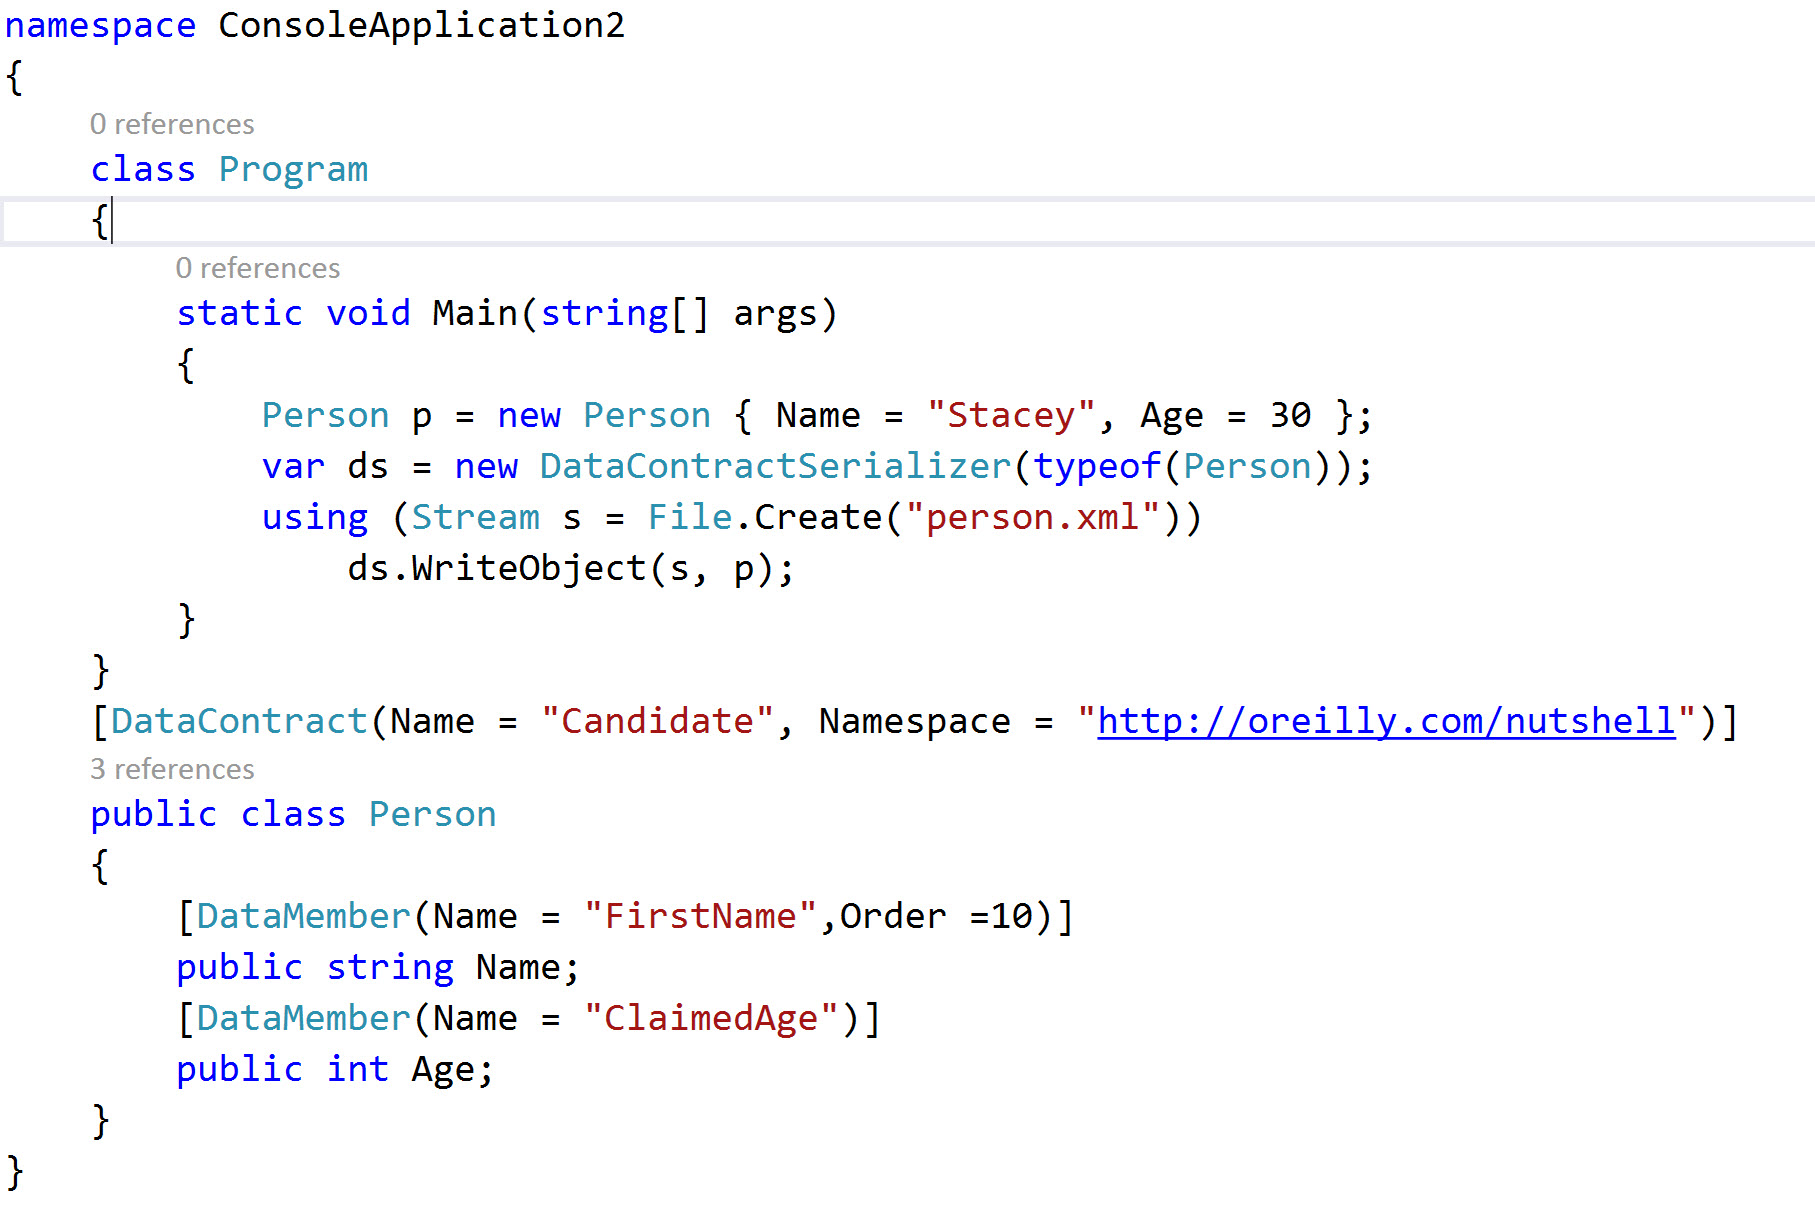 namespace ConsoleApplication2
{
0 references
class Program
{
0 references
static void Main(string[] args)
{
Person p = new Person { Name = "Stacey", Age = 30 };
var ds = new DataContractSerializer(typeof(Person));
using (Stream s = File.Create("person.xml"))
ds.WriteObject(s, p);
}
}
[DataContract(Name = "Candidate", Namespace = "http://oreilly.com/nutshell")]
3 references
public class Person
{
[DataMember(Name = "FirstName",Order =10)]
public string Name;
[DataMember(Name = "ClaimedAge")]
public int Age;
}
}